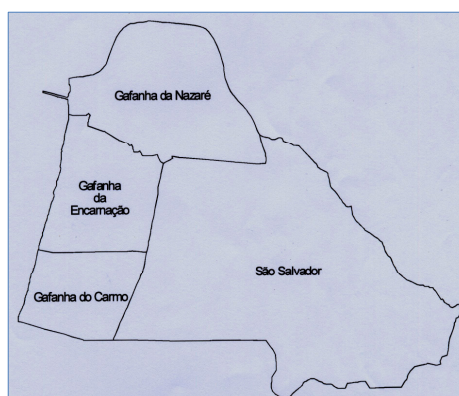 Gafanha da Nazaré
Gafanha
da
Encarnação
São Salvador
Gafanha do Carmo